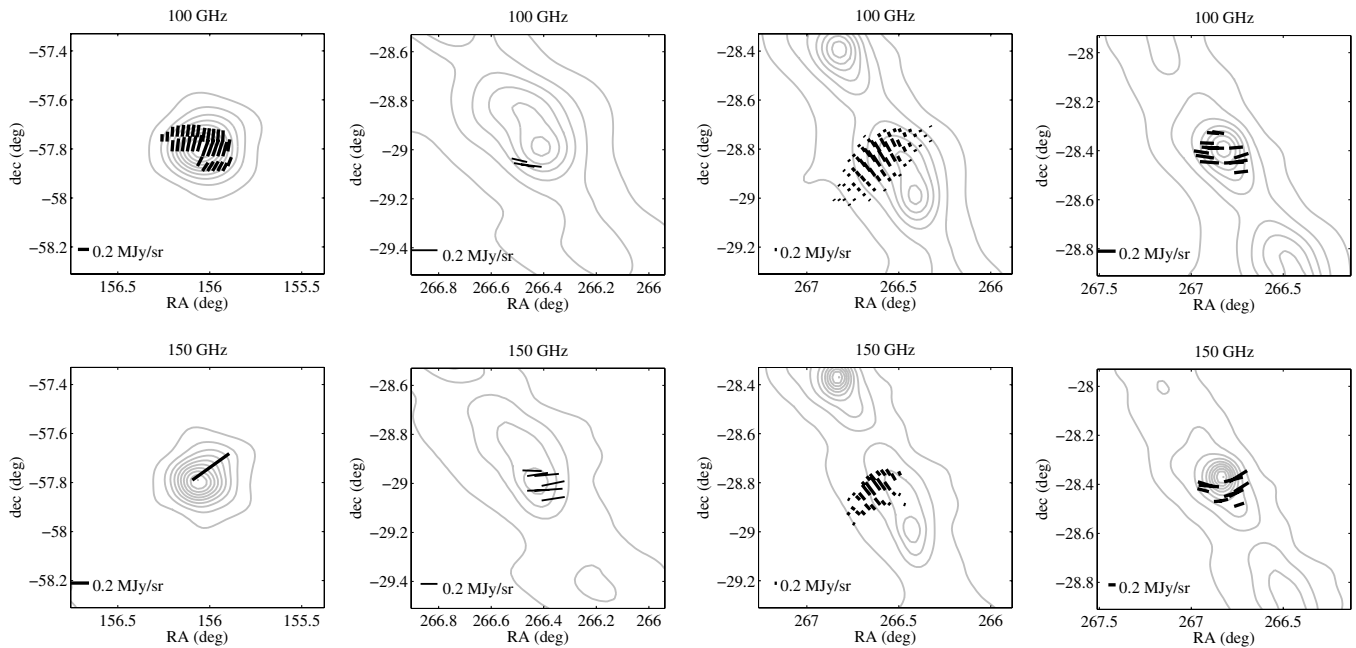 100 GHz
−57.4
−57.6
−57.8
−58
−58.2
dec (deg)
0.2 MJy/sr
156.5
156
155.5
RA (deg)
100 GHz
−28.6
−28.8
−29
−29.2
−29.4
dec (deg)
0.2 MJy/sr
266.8
266.6
266.4
266.2
266
RA (deg)
100 GHz
−28.4
−28.6
−28.8
−29
−29.2
dec (deg)
0.2 MJy/sr
267
266.5
266
RA (deg)
100 GHz
−28
−28.2
−28.4
−28.6
−28.8
dec (deg)
0.2 MJy/sr
267.5
267
266.5
RA (deg)
150 GHz
−57.4
−57.6
−57.8
−58
−58.2
dec (deg)
0.2 MJy/sr
156.5
156
155.5
RA (deg)
150 GHz
−28.6
−28.8
−29
−29.2
−29.4
dec (deg)
0.2 MJy/sr
266.8
266.6
266.4
266.2
266
RA (deg)
150 GHz
−28.4
−28.6
−28.8
−29
−29.2
dec (deg)
0.2 MJy/sr
267
266.5
266
RA (deg)
150 GHz
−28
−28.2
−28.4
−28.6
−28.8
dec (deg)
0.2 MJy/sr
267.5
267
266.5
RA (deg)